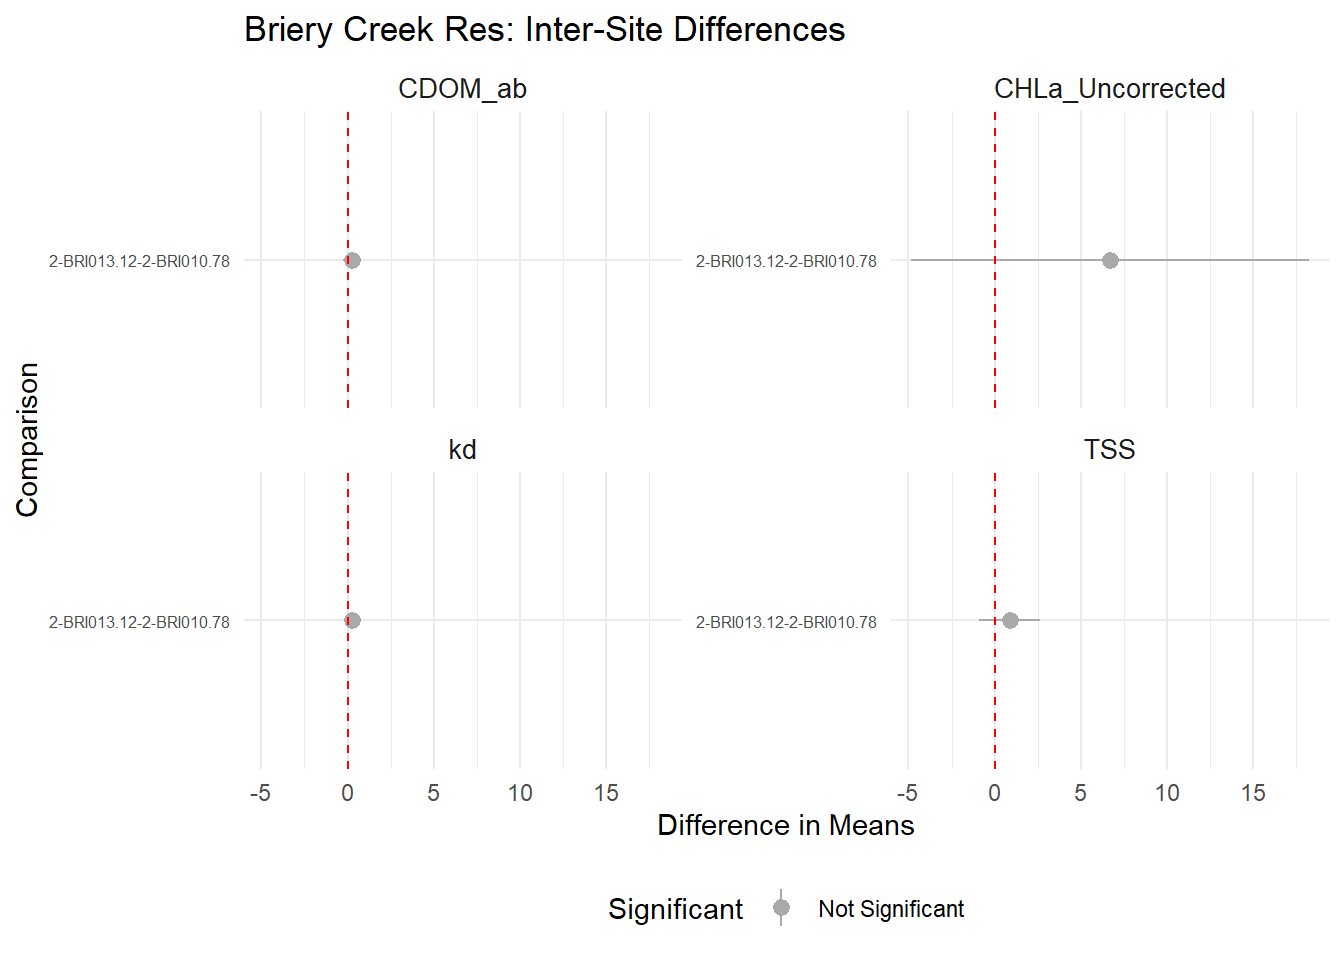 Briery Creek Res: Inter-Site Differences
CDOM_ab
CHLa_Uncorrected
2-BRI013.12-2-BRI010.78
2-BRI013.12-2-BRI010.78
Comparison
kd
TSS
2-BRI013.12-2-BRI010.78
2-BRI013.12-2-BRI010.78
-5 0 5 10 15
-5 0 5 10 15
Difference in Means
Significant Not Significant